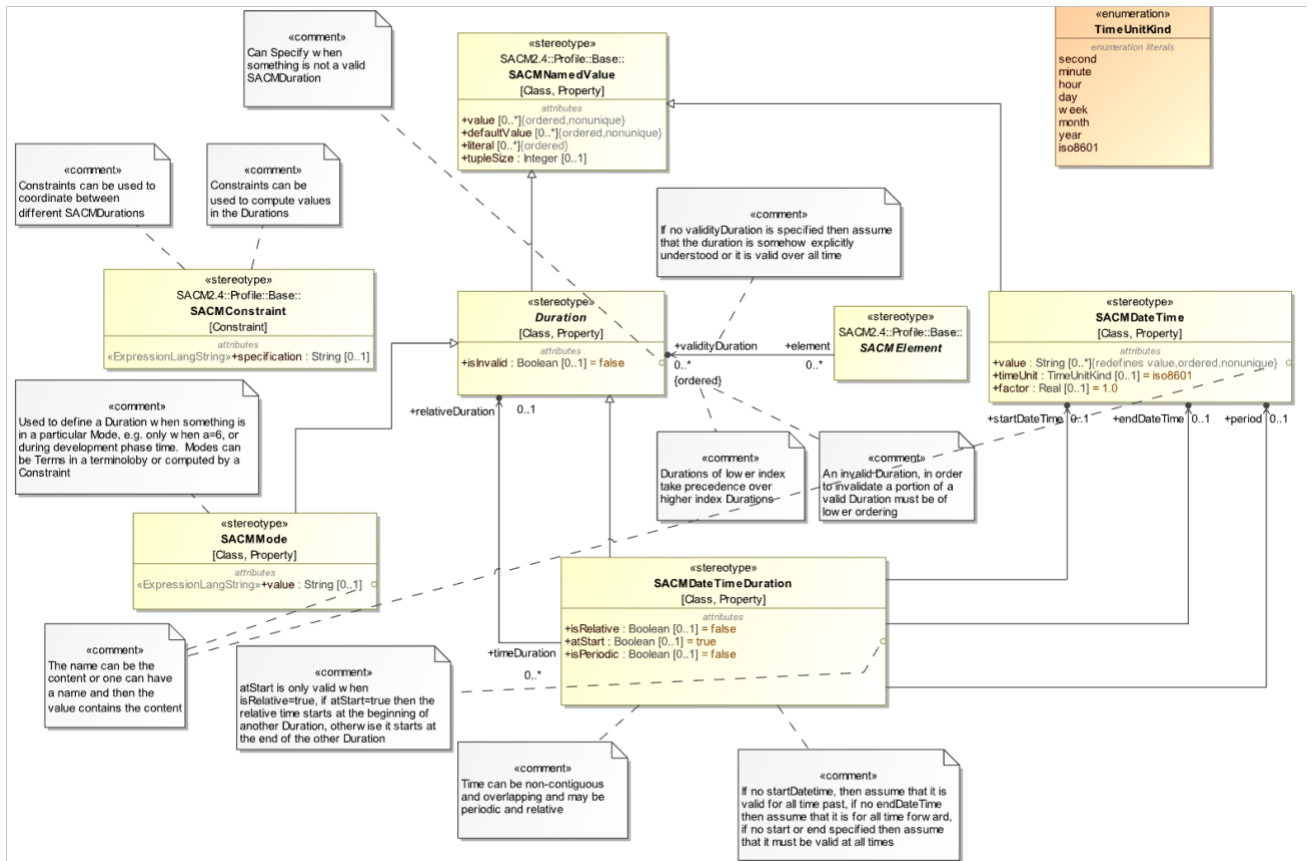 «comment»
Can Specify when
something is not a valid
SACMDuration
«stereotype»
SACM2.4::Profile::Base::
SACMNamedValue
[Class, Property]
attributes
+value [0..*]{ordered,nonunique}
+defaultValue [0..*]{ordered,nonunique}
+literal [0..*]{ordered}
+tupleSize : Integer [0..1]
«enumeration»
TimeUnitKind
enumeration literals
second
minute
hour
day
week
month
year
iso8601
«comment»
Constraints can be used to
coordinate between
different SACMDurations
«comment»
Constraints can be
used to compute values
in the Durations
«comment»
If no validityDuration is specified then assume
that the duration is somehow explicitly
understood or it is valid over all time
«stereotype»
SACM2.4::Profile::Base::
SACMConstraint
[Constraint]
attributes
«ExpressionLangString»+specification : String [0..1]
«stereotype»
Duration
[Class, Property]
attributes
+isInvalid : Boolean [0..1] = false
+validityDuration
0..*
{ordered}
+element
0..*
«stereotype»
SACM2.4::Profile::Base::
SACMElement
«stereotype»
SACMDateTime
[Class, Property]
attributes
+value : String [0..*]{redefines value,ordered,nonunique}
+timeUnit : TimeUnitKind [0..1] = iso8601
+factor : Real [0..1] = 1.0
+relativeDuration 0..1
+startDateTime 0..1
+endDateTime 0..1
+period 0..1
«comment»
Used to define a Duration when something is
in a particular Mode, e.g. only when a=6, or
during development phase time. Modes can
be Terms in a terminoloby or computed by a
Constraint
«comment»
Durations of lower index
take precedence over
higher index Durations
«comment»
An invalid Duration, in order
to invalidate a portion of a
valid Duration must be of
lower ordering
«stereotype»
SACMMode
[Class, Property]
attributes
«ExpressionLangString»+value : String [0..1]
«stereotype»
SACMDateTimeDuration
[Class, Property]
attributes
+isRelative : Boolean [0..1] = false
+atStart : Boolean [0..1] = true
+isPeriodic : Boolean [0..1] = false
+timeDuration
0..*
«comment»
The name can be the
content or one can have
a name and then the
value contains the content
«comment»
atStart is only valid when
isRelative=true, if atStart=true then the
relative time starts at the beginning of
another Duration, otherwise it starts at
the end of the other Duration
«comment»
Time can be non-contiguous
and overlapping and may be
periodic and relative
«comment»
If no startDatetime, then assume that it is
valid for all time past, if no endDateTime
then assume that it is for all time forward,
if no start or end specified then assume
that it must be valid at all times